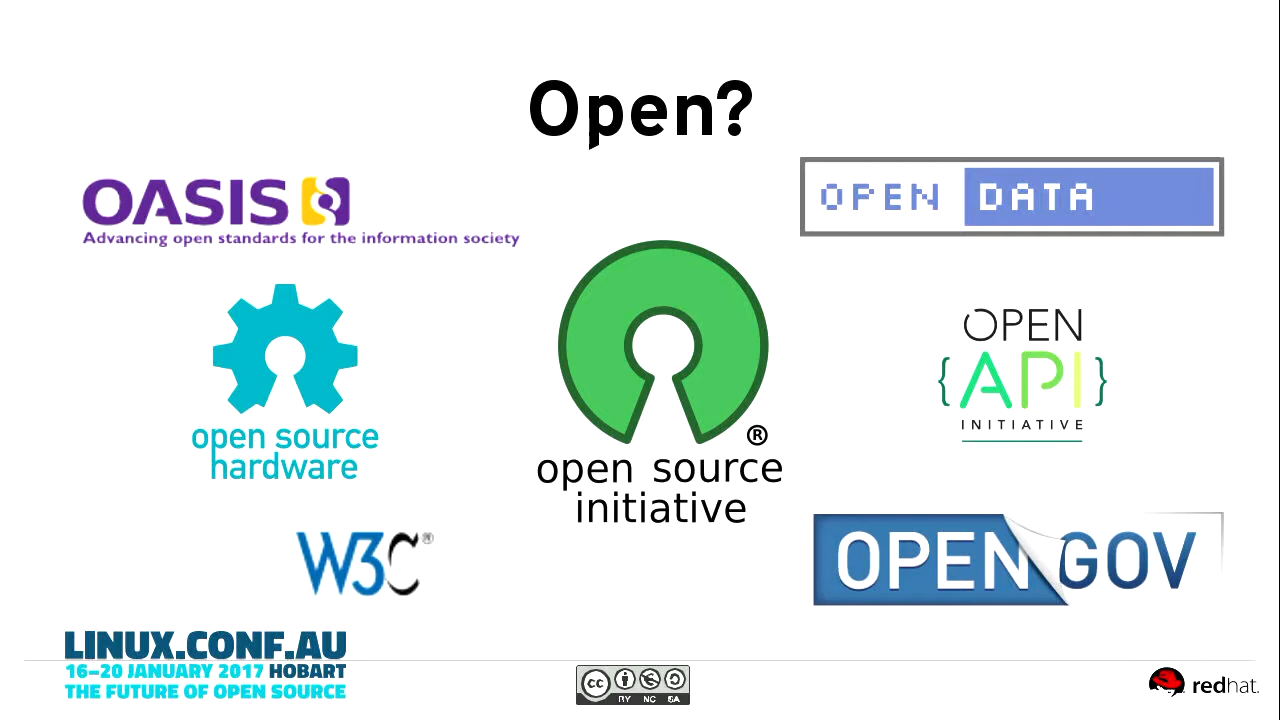 Open?
OASIS
Advancing open standards for the information society
OPEN DATA
open source
hardware
open source
initiative
®
OPEN
{API}
INITIATIVE
W3C®
OPEN GOV
LINUX.CONF.AU
16–20 JANUARY 2017 HOBART
THE FUTURE OF OPEN SOURCE
cc
BY NC SA
redhat.